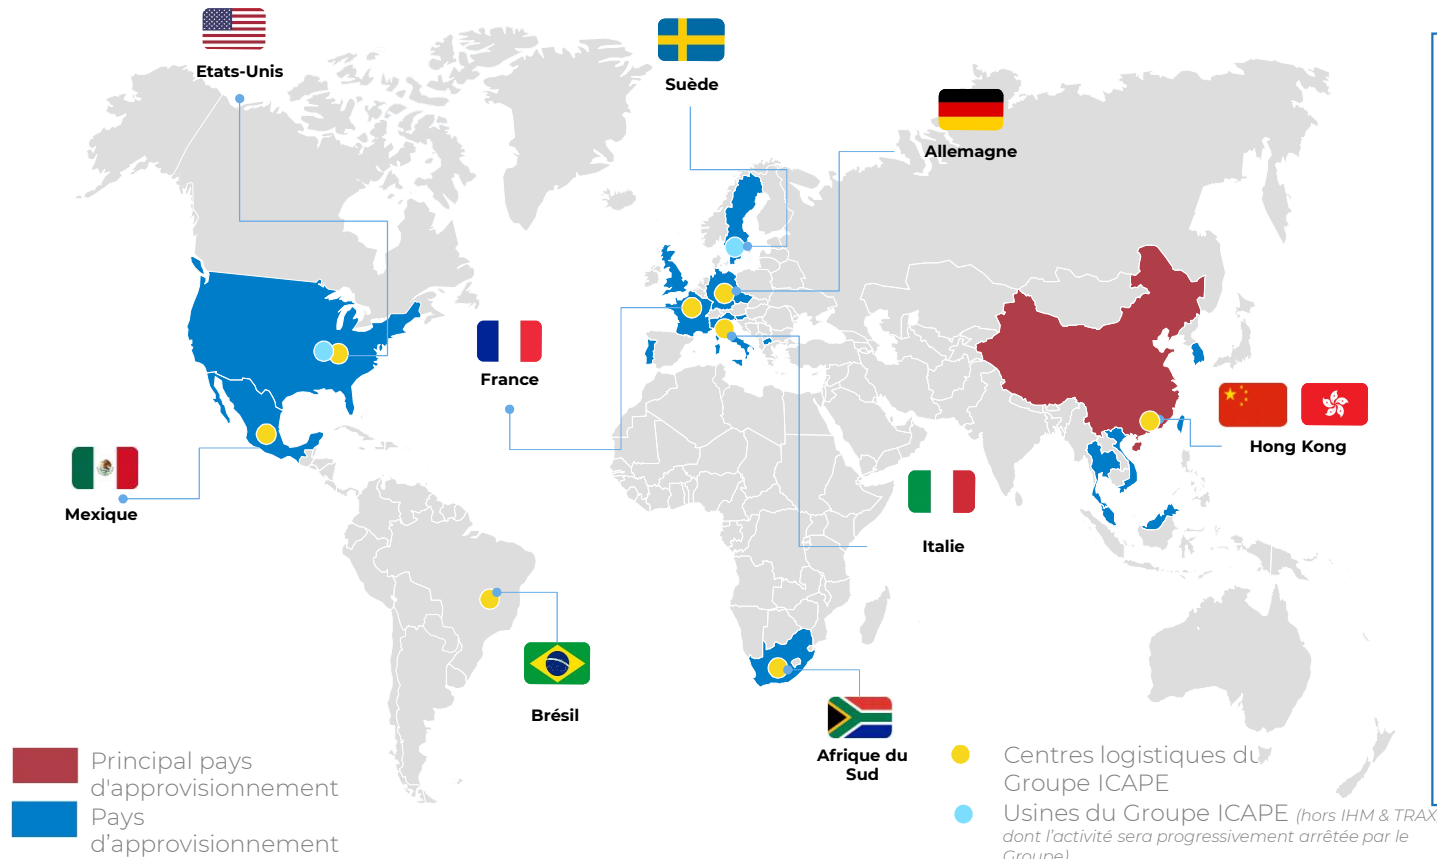 Etats-Unis
Suède
Allemagne
France
Hong Kong
Mexique
Italie
Brésil
Afrique du
Sud
Principal pays
d'approvisionnement
Pays
d’approvisionnement
Centres logistiques du
Groupe ICAPE
Usines du Groupe ICAPE (hors IHM & TRAX
dont l’activité sera progressivement arrêtée par le
Groupe)